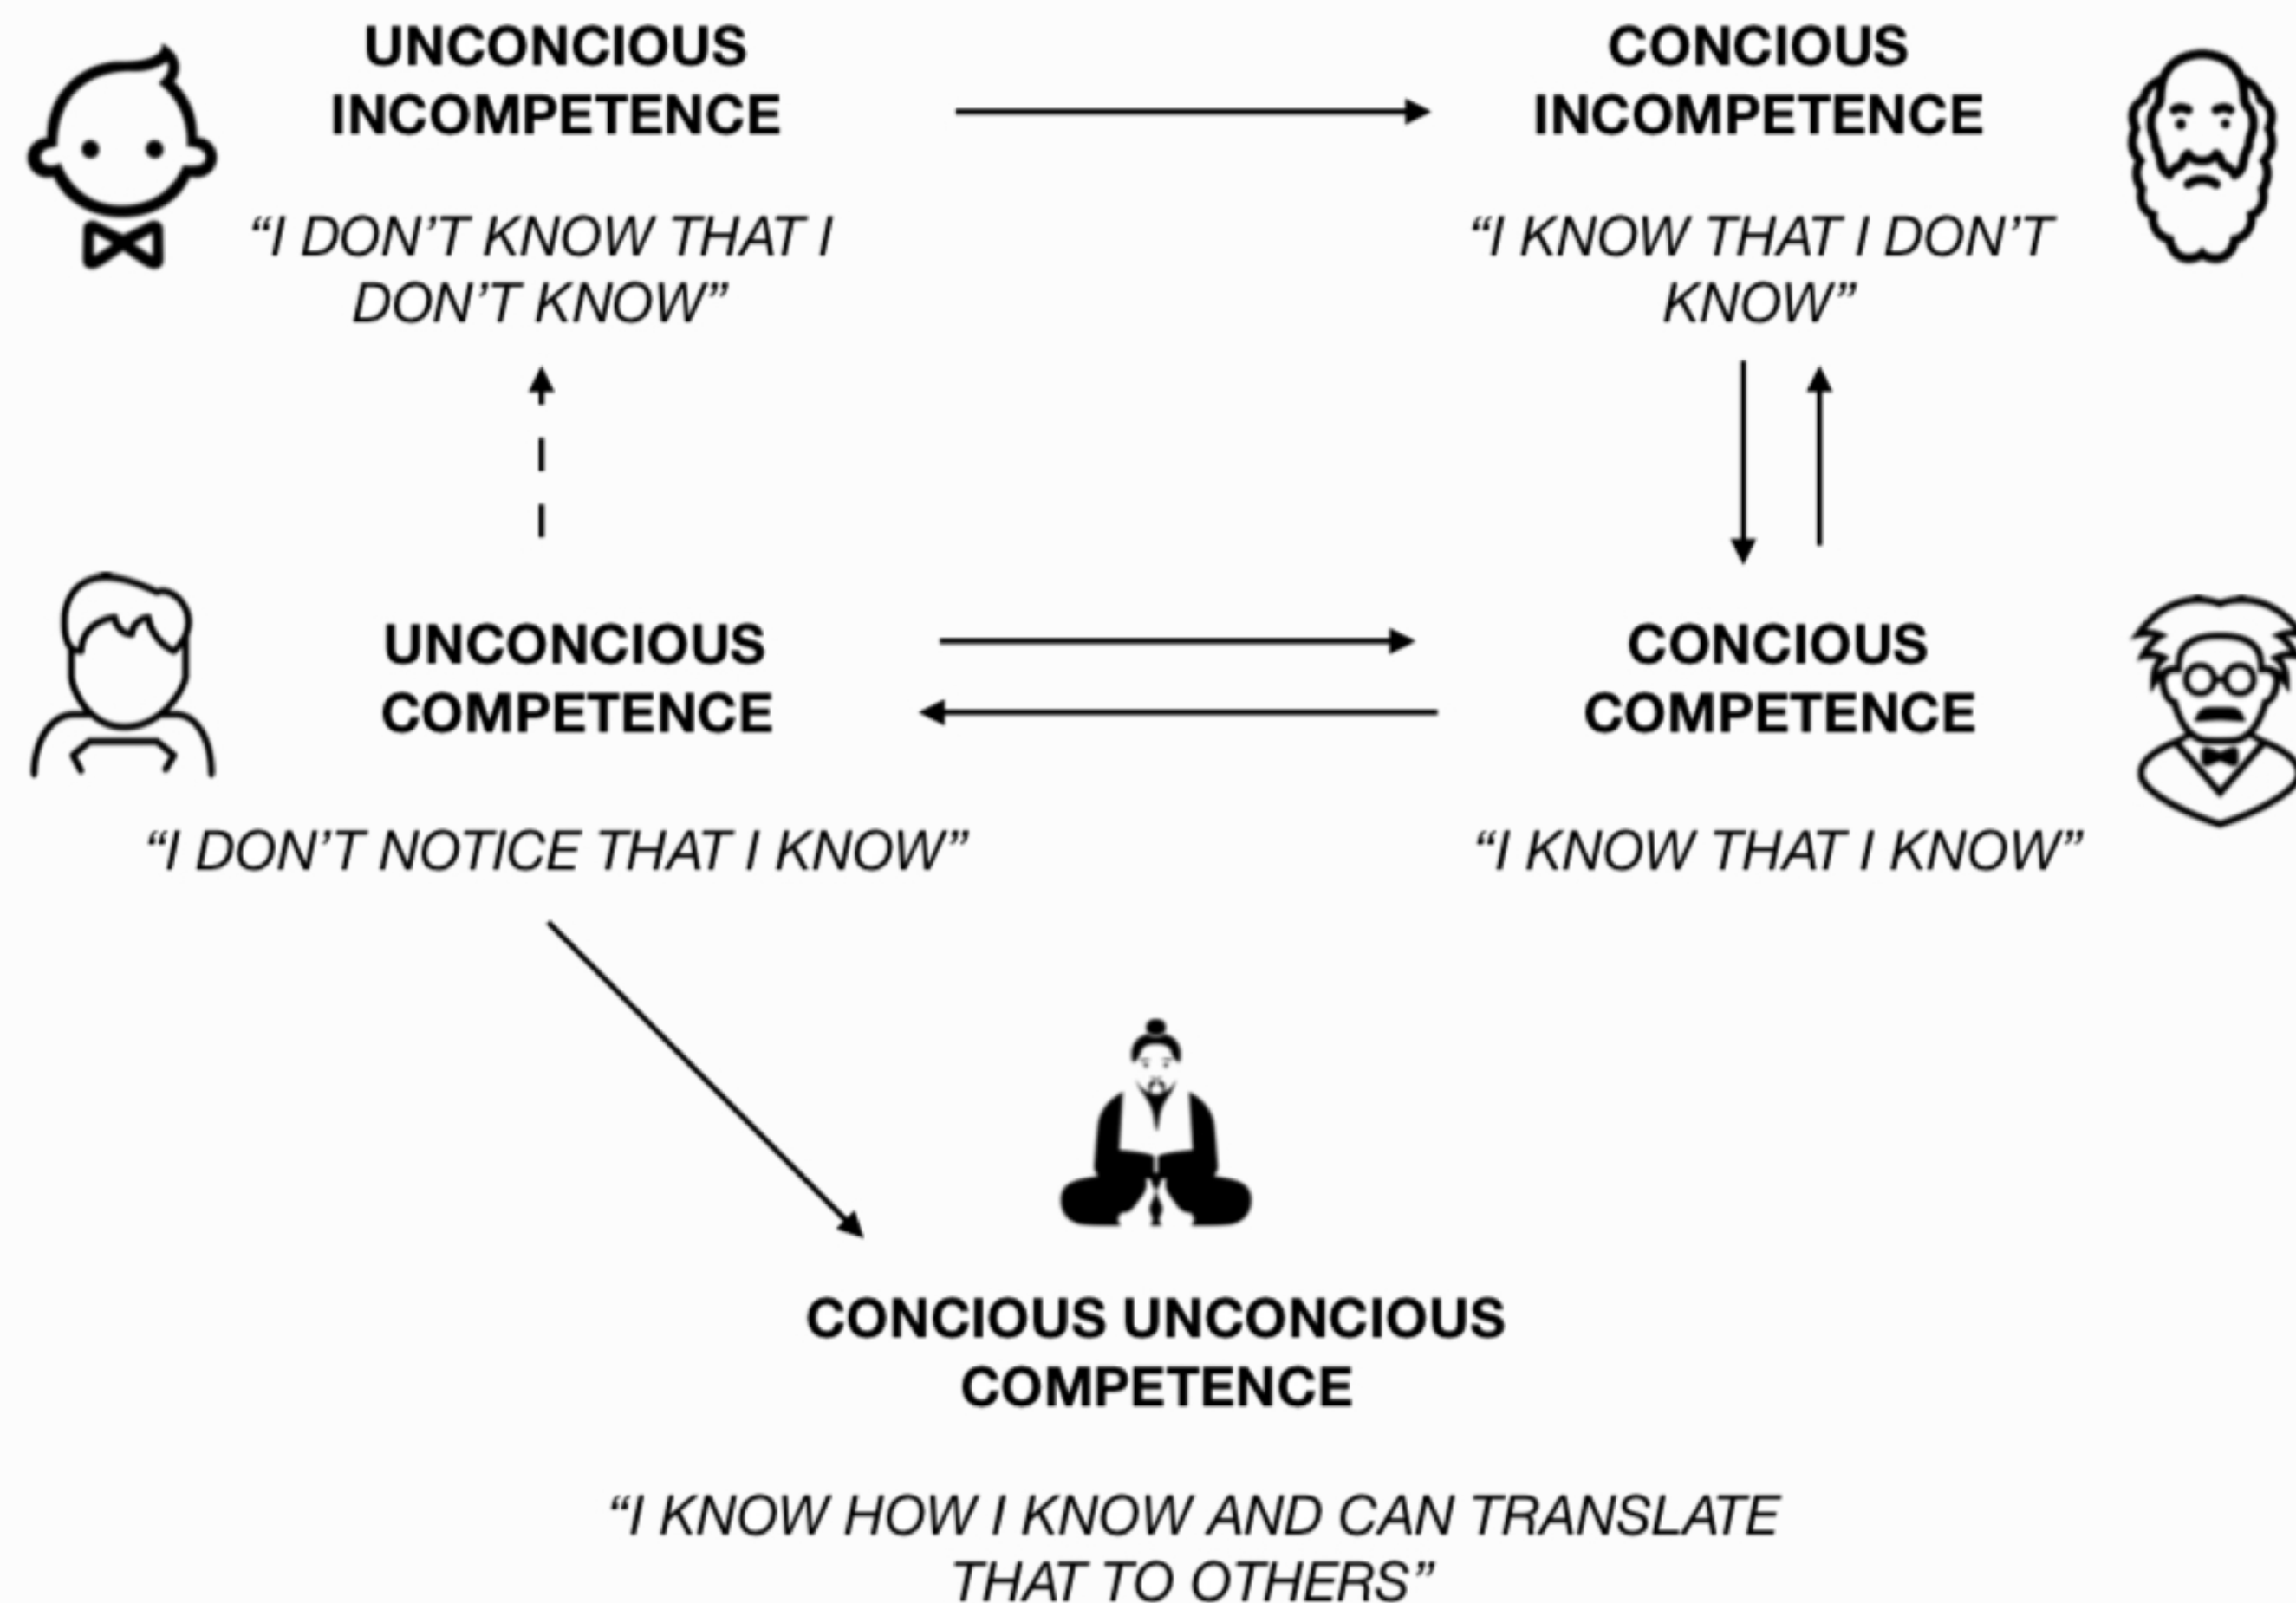 UNCONCIOUS
INCOMPETENCE
“I DON’T KNOW THAT I
DON’T KNOW”
CONCIOUS
INCOMPETENCE
“I KNOW THAT I DON’T
KNOW”
UNCONCIOUS
COMPETENCE
“I DON’T NOTICE THAT I KNOW”
CONCIOUS
COMPETENCE
“I KNOW THAT I KNOW”
CONCIOUS UNCONCIOUS
COMPETENCE
“I KNOW HOW I KNOW AND CAN TRANSLATE
THAT TO OTHERS”